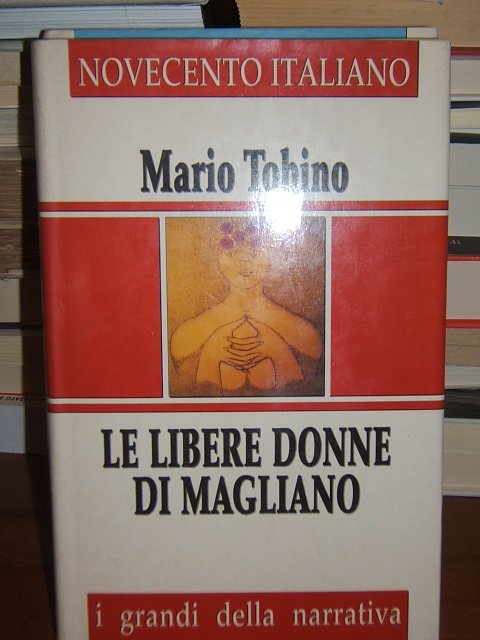 NOVECENTO ITALIANO
Mario Tobino
LE LIBERE DONNE
DI MAGLIANO
i grandi della narrativa